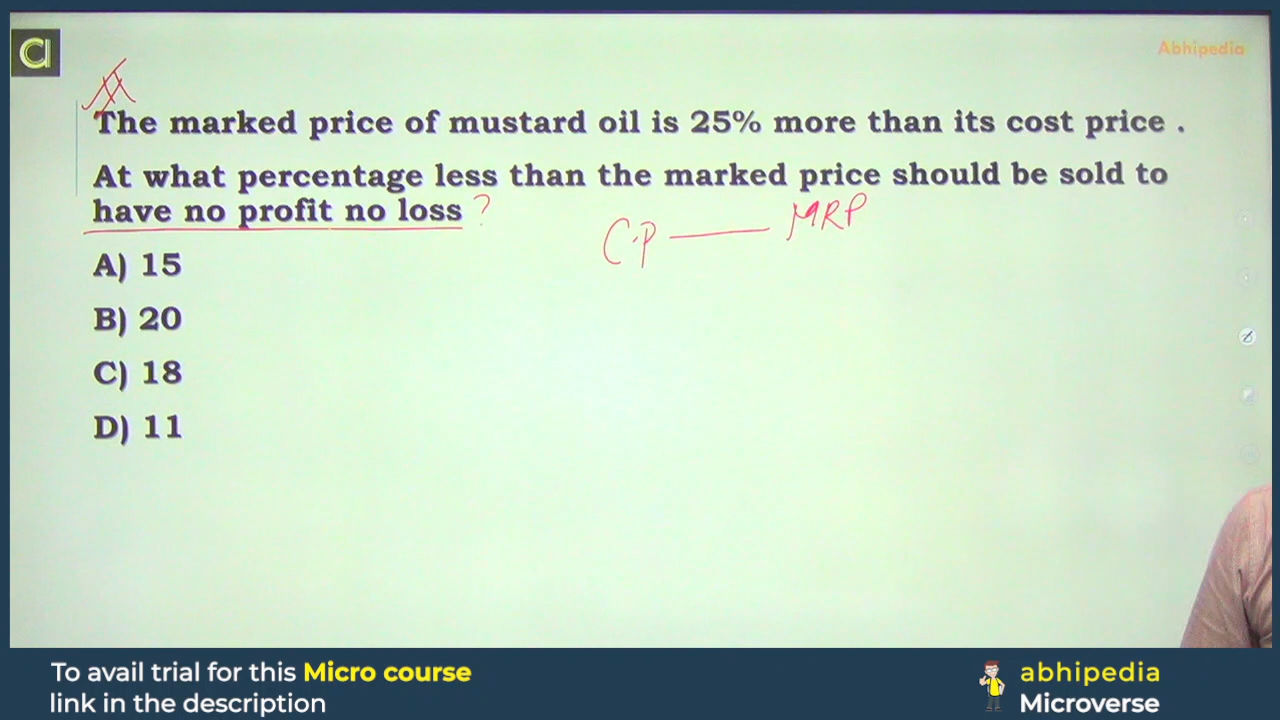 Abhipedia
The marked price of mustard oil is 25% more than its cost price .
At what percentage less than the marked price should be sold to
have no profit no loss ?
C.P — MRP
A) 15
B) 20
C) 18
D) 11
To avail trial for this Micro course
link in the description
abhipedia
Microverse